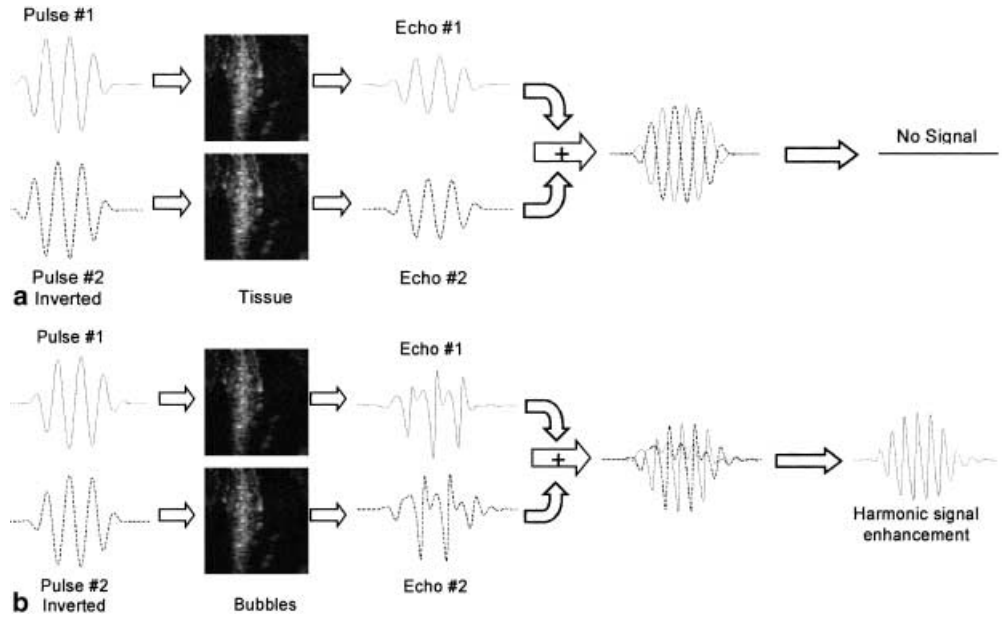 Pulse #1
Echo #1
+
No Signal
Pulse #2
Inverted
Tissue
Echo #2
a
Pulse #1
Echo #1
+
Harmonic signal
enhancement
Pulse #2
Inverted
Bubbles
Echo #2
b